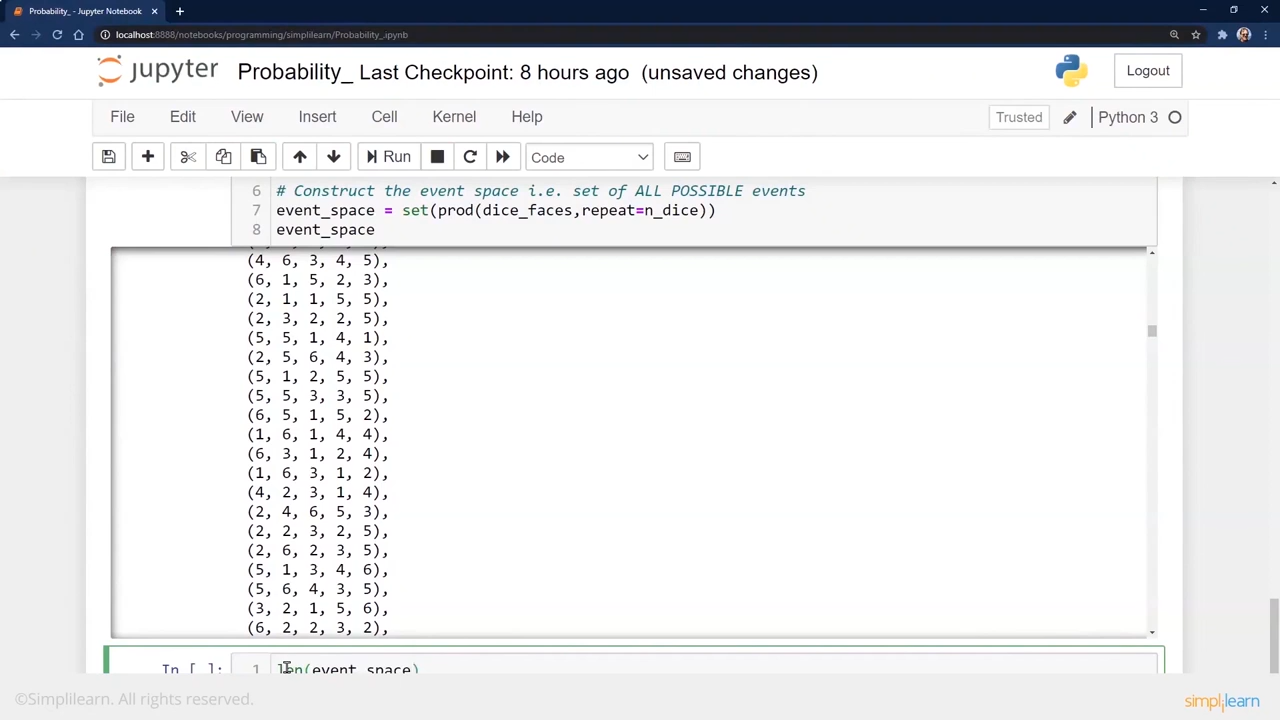 Probability_ - Jupyter Notebook
localhost:8888/notebooks/programming/simplilearn/Probability_.ipynb
jupyter Probability_ Last Checkpoint: 8 hours ago (unsaved changes) Logout
File Edit View Insert Cell Kernel Help Trusted Python 3
Run Code
6 # Construct the event space i.e. set of ALL POSSIBLE events
7 event_space = set(prod(dice_faces,repeat=n_dice))
8 event_space
(4, 6, 3, 4, 5),
(6, 1, 5, 2, 3),
(2, 1, 1, 5, 5),
(2, 3, 2, 2, 5),
(5, 5, 1, 4, 1),
(2, 5, 6, 4, 3),
(5, 1, 2, 5, 5),
(5, 5, 3, 3, 5),
(6, 5, 1, 5, 2),
(1, 6, 1, 4, 4),
(6, 3, 1, 2, 4),
(1, 6, 3, 1, 2),
(4, 2, 3, 1, 4),
(2, 4, 6, 5, 3),
(2, 2, 3, 2, 5),
(2, 6, 2, 3, 5),
(5, 1, 3, 4, 6),
(5, 6, 4, 3, 5),
(3, 2, 1, 5, 6),
(6, 2, 2, 3, 2),
In [ ]: 1 len(event_space)
©Simplilearn. All rights reserved. simplilearn